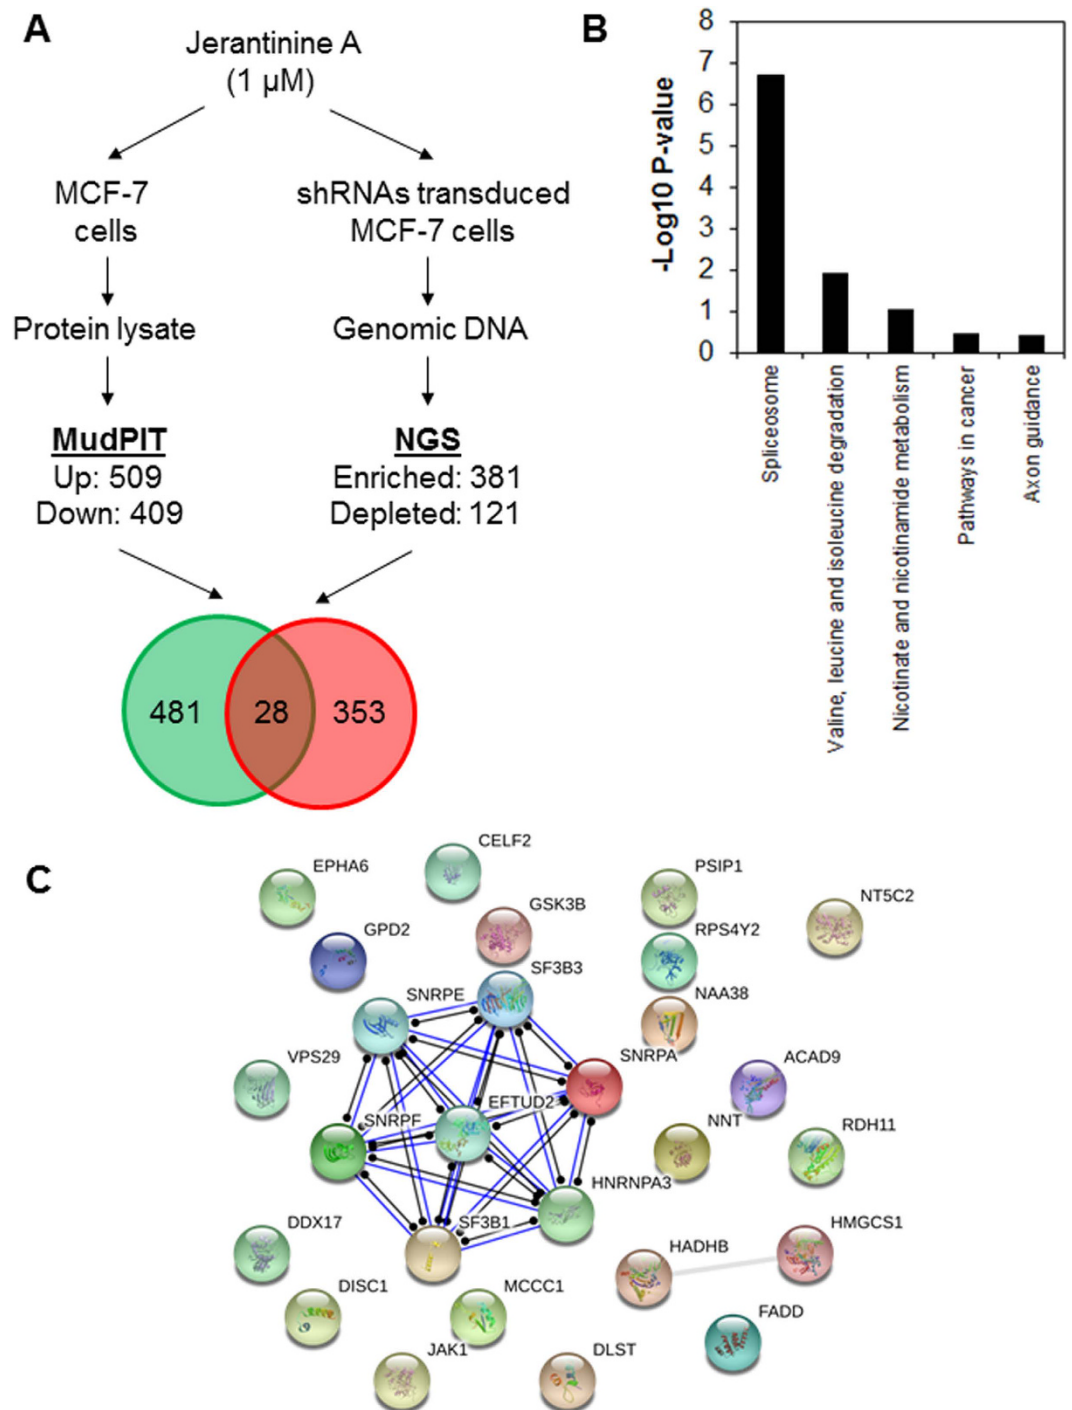 A
Jerantinine A
(1 µM)
MCF-7
cells
shRNAs transduced
MCF-7 cells
Protein lysate
Genomic DNA
MudPIT
Up: 509
Down: 409
NGS
Enriched: 381
Depleted: 121
481
28
353
B
-Log10 P-value
8
7
6
5
4
3
2
1
0
Spliceosome
Valine, leucine and isoleucine degradation
Nicotinate and nicotinamide metabolism
Pathways in cancer
Axon guidance
C
CELF2
EPHA6
PSIP1
NT5C2
GSK3B
GPD2
RPS4Y2
SF3B3
SNRPE
NAA38
SNRPA
VPS29
ACAD9
EFTUD2
SNRPF
NNT
RDH11
HNRNPA3
DDX17
SF3B1
HMGCS1
HADHB
DISC1
MCCC1
FADD
JAK1
DLST